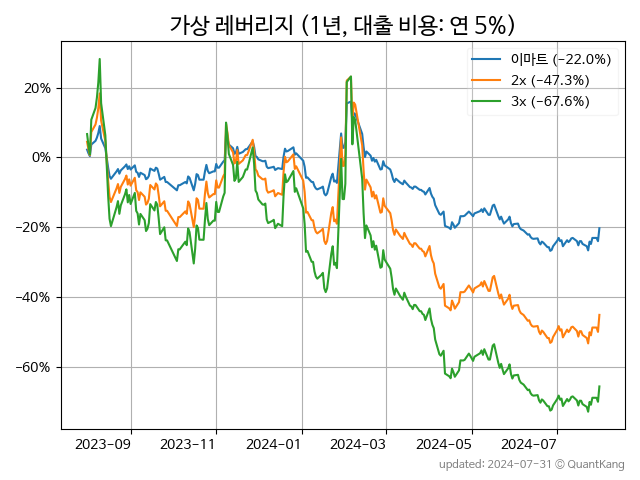 가상 레버리지 (1년, 대출 비용: 연 5%)
이마트 (−22.0%)
2x (−47.3%)
3x (−67.6%)
20%
0%
−20%
−40%
−60%
2023−09 2023−11 2024−01 2024−03 2024−05 2024−07
updated: 2024-07-31 © QuantKang